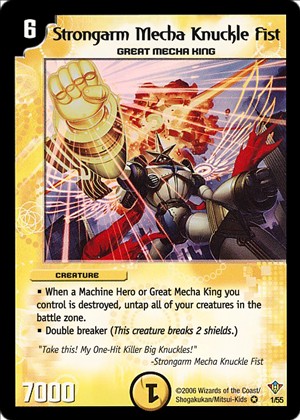 6 Strongarm Mecha Knuckle Fist
GREAT MECHA KING
CREATURE
▪ When a Machine Hero or Great Mecha King you
control is destroyed, untap all of your creatures in the
battle zone.
▪ Double breaker (This creature breaks 2 shields.)
"Take this! My One-Hit Killer Big Knuckles!"
-Strongarm Mecha Knuckle Fist
7000
1
©2006 Wizards of the Coast/
Shogakukan/Mitsui-Kids
1/55